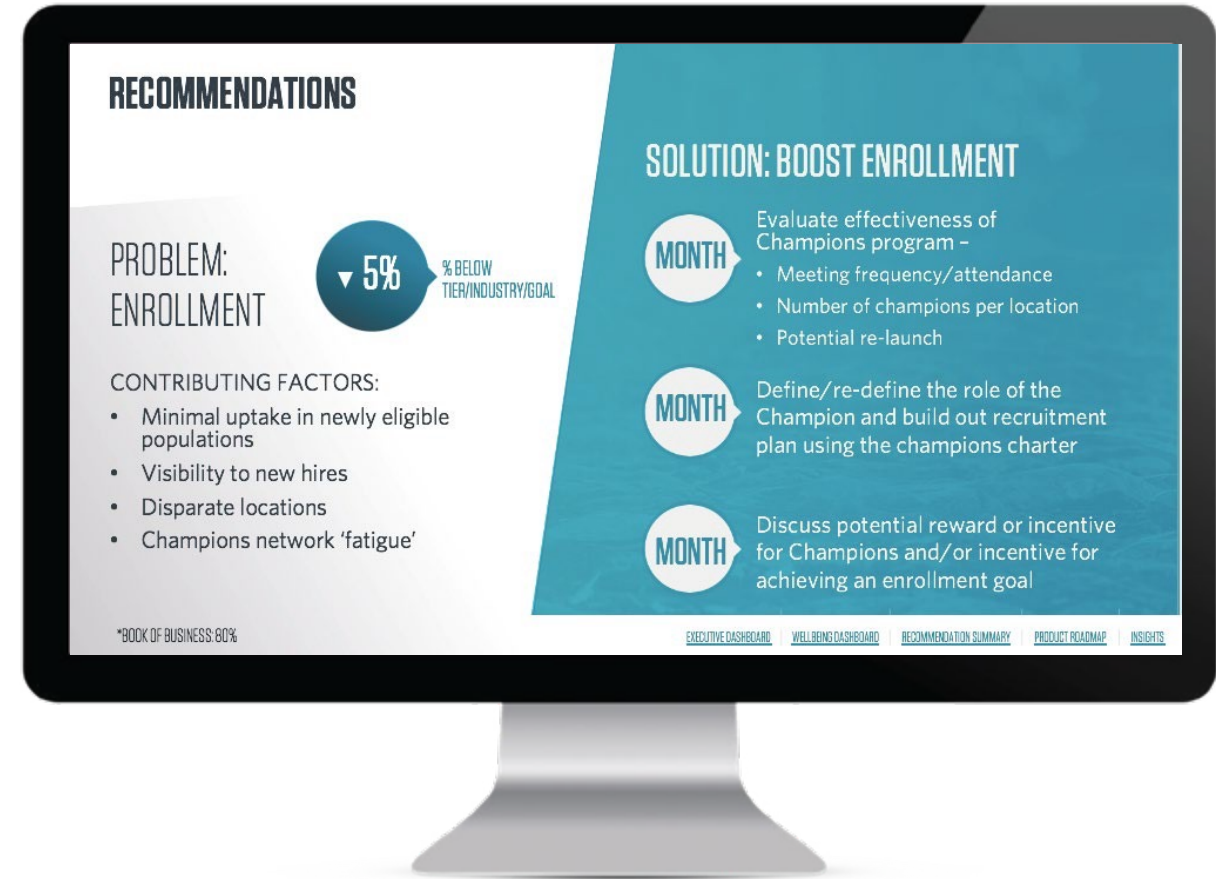 RECOMMENDATIONS
PROBLEM:
ENROLLMENT
▼ 5%
% BELOW
TIER/INDUSTRY/GOAL
CONTRIBUTING FACTORS:
• Minimal uptake in newly eligible
populations
• Visibility to new hires
• Disparate locations
• Champions network ‘fatigue’
*BOOK OF BUSINESS: 80%
SOLUTION: BOOST ENROLLMENT
MONTH
Evaluate effectiveness of
Champions program –
• Meeting frequency/attendance
• Number of champions per location
• Potential re-launch
MONTH
Define/re-define the role of the
Champion and build out recruitment
plan using the champions charter
MONTH
Discuss potential reward or incentive
for Champions and/or incentive for
achieving an enrollment goal
EXECUTIVE DASHBOARD | WELLBEING DASHBOARD | RECOMMENDATION SUMMARY | PRODUCT ROADMAP | INSIGHTS